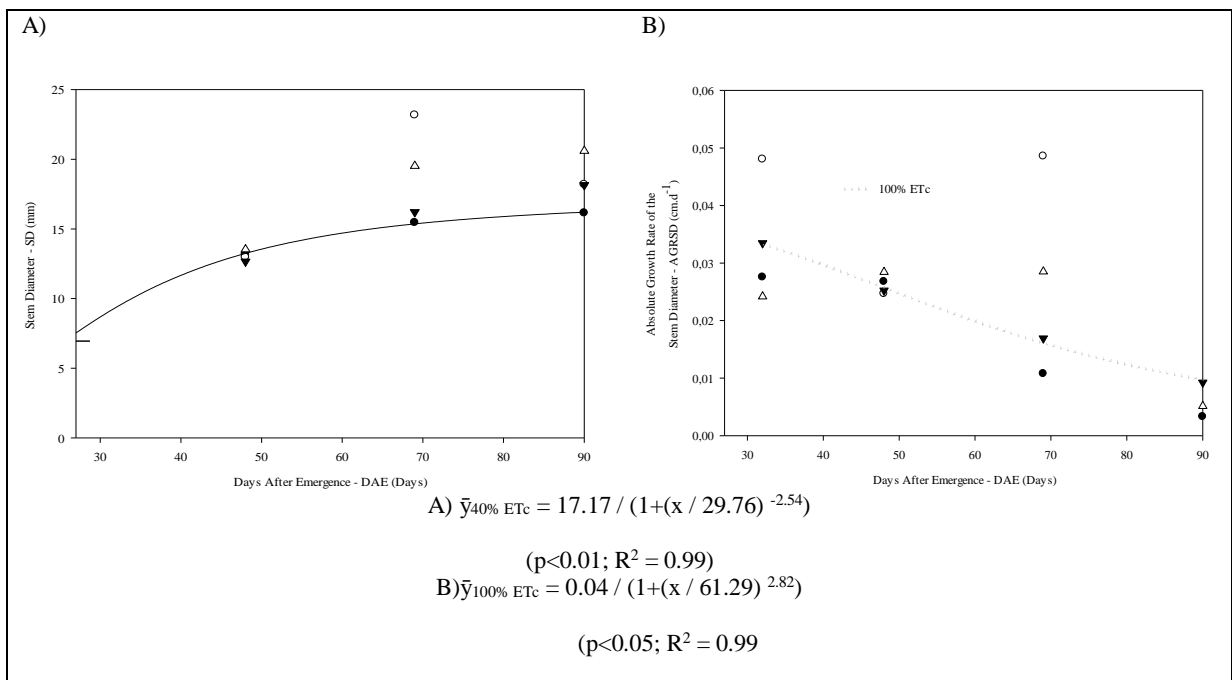 A)
B)
25
20
15
10
5
0
30 40 50 60 70 80 90
Stem Diameter - SD (mm)
Days After Emergence - DAE (Days)
0,06
0,05
0,04
0,03
0,02
0,01
0,00
30 40 50 60 70 80 90
100% ETc
Absolute Growth Rate of the
Stem Diameter - AGRSD (cm.d⁻¹)
Days After Emergence - DAE (Days)
A) ȳ₄₀% ETc = 17.17 / (1+(x / 29.76) ⁻²·⁵⁴)
(p<0.01; R² = 0.99)
B)ȳ₁₀₀% ETc = 0.04 / (1+(x / 61.29) ²·⁸²)
(p<0.05; R² = 0.99